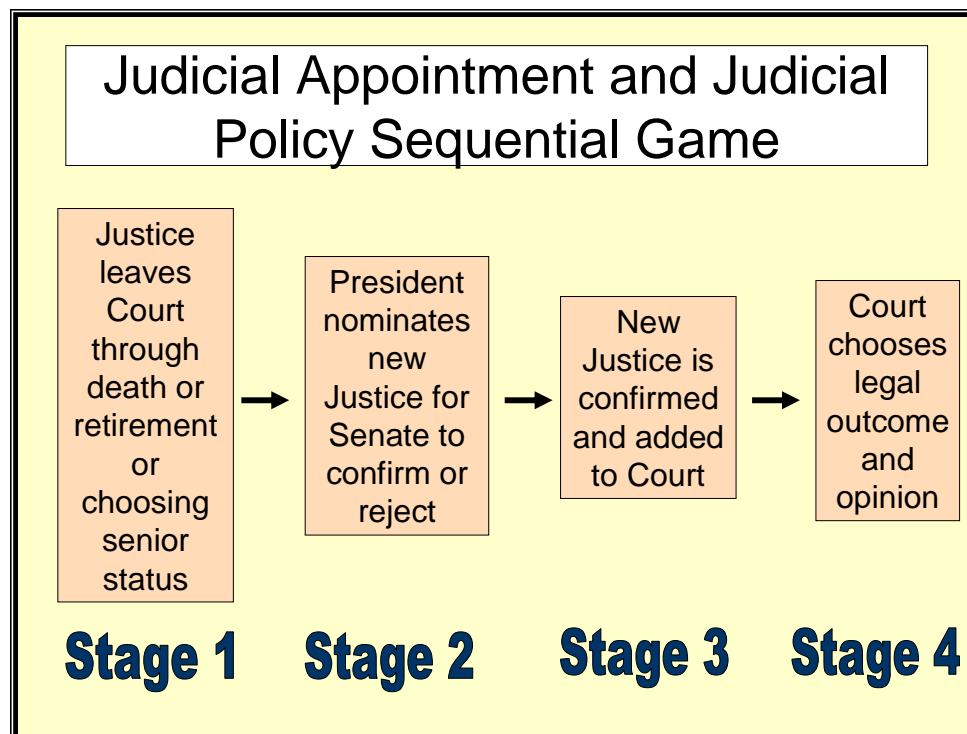 Judicial Appointment and Judicial
Policy Sequential Game
Justice
leaves
Court
through
death or
retirement
or
choosing
senior
status
President
nominates
new
Justice for
Senate to
confirm or
reject
New
Justice is
confirmed
and added
to Court
Court
chooses
legal
outcome
and
opinion
Stage 1
Stage 2
Stage 3
Stage 4